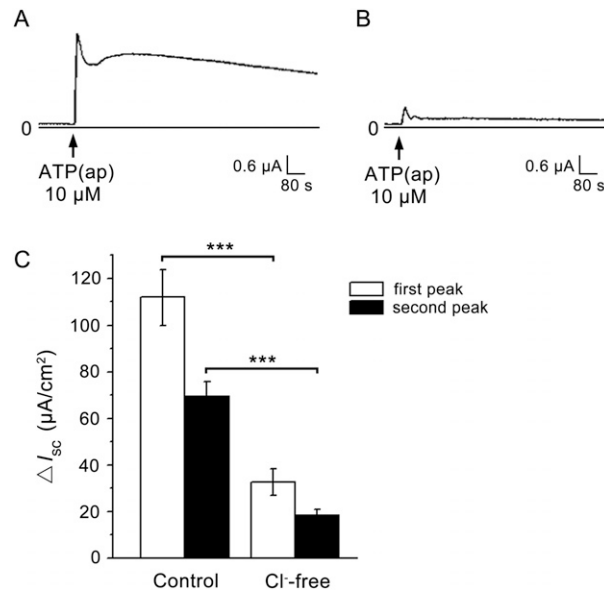 A
0
ATP(ap)
10 µM
0.6 µA
80 s
B
0
ATP(ap)
10 µM
0.6 µA
80 s
C
△ Isc (µA/cm²)
120
100
80
60
40
20
0
***
***
first peak
second peak
Control
Cl⁻-free